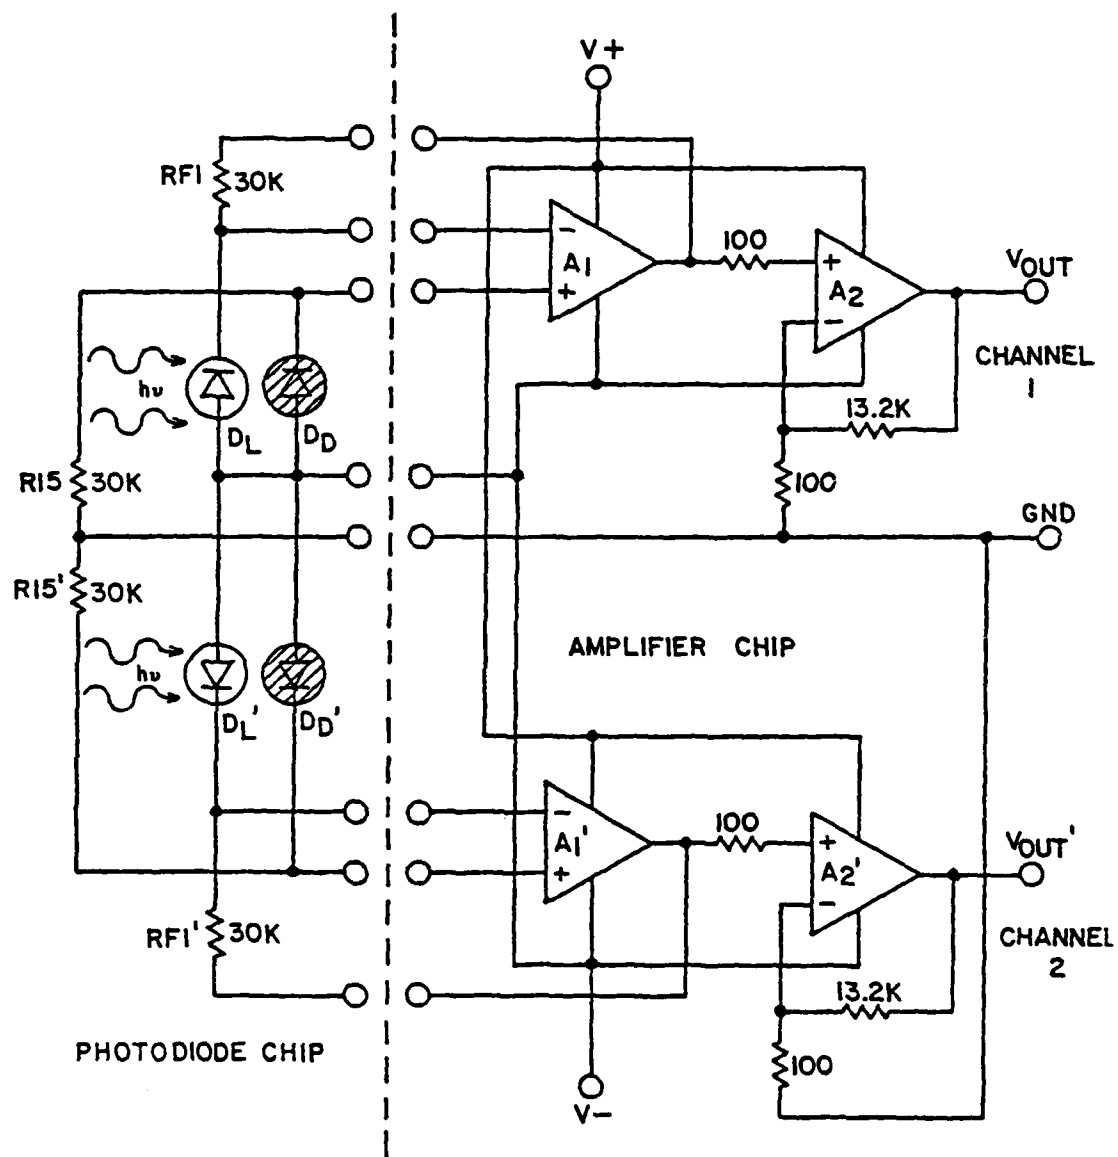 V+
RF1
30K
-
A1
+
100
+
A2
-
VOUT
CHANNEL
1
hν
DL
DD
13.2K
R15
30K
100
GND
R15'
30K
AMPLIFIER CHIP
hν
DL'
DD'
-
A1'
+
100
+
A2'
-
VOUT'
RF1'
30K
CHANNEL
2
13.2K
PHOTODIODE CHIP
100
V-